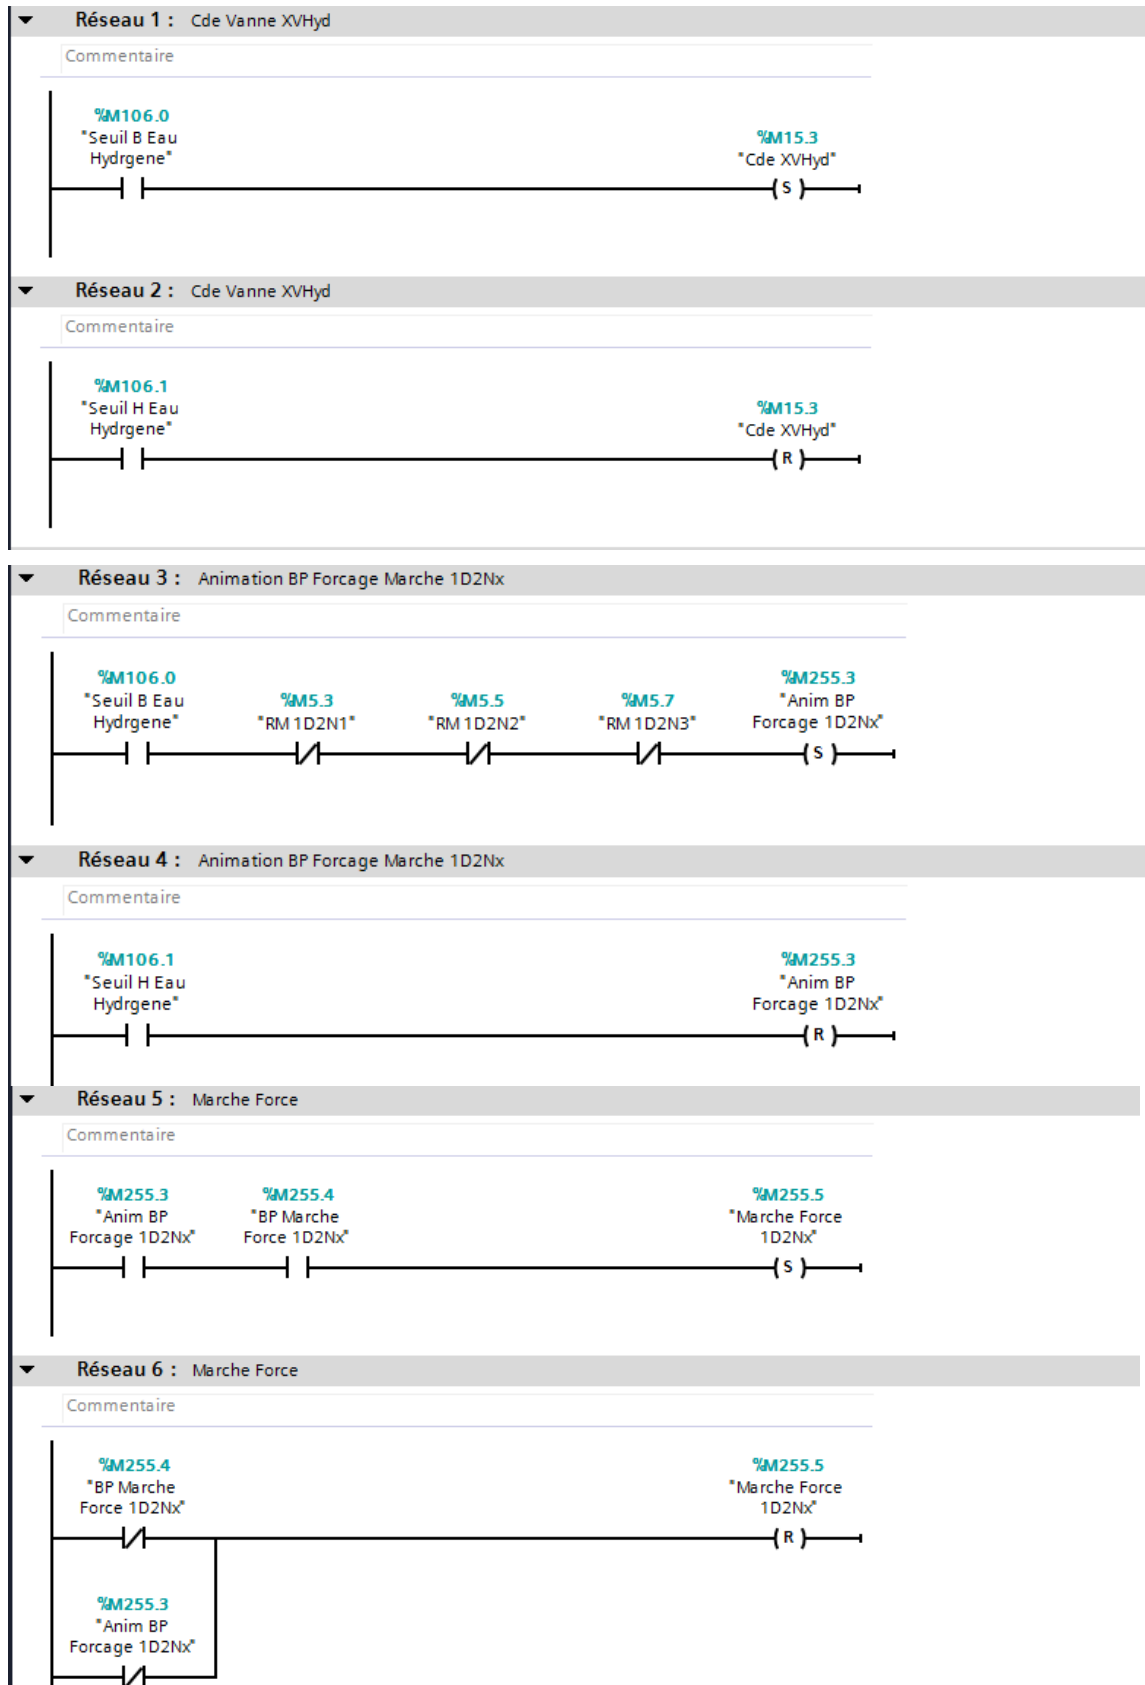 Réseau 1 : Cde Vanne XVHyd
Commentaire
%M106.0
"Seuil B Eau
Hydrgene"
%M15.3
"Cde XVHyd"
S
Réseau 2 : Cde Vanne XVHyd
Commentaire
%M106.1
"Seuil H Eau
Hydrgene"
%M15.3
"Cde XVHyd"
R
Réseau 3 : Animation BP Forcage Marche 1D2Nx
Commentaire
%M106.0
"Seuil B Eau
Hydrgene"
%M5.3
"RM 1D2N1"
%M5.5
"RM 1D2N2"
%M5.7
"RM 1D2N3"
%M255.3
"Anim BP
Forcage 1D2Nx"
S
Réseau 4 : Animation BP Forcage Marche 1D2Nx
Commentaire
%M106.1
"Seuil H Eau
Hydrgene"
%M255.3
"Anim BP
Forcage 1D2Nx"
R
Réseau 5 : Marche Force
Commentaire
%M255.3
"Anim BP
Forcage 1D2Nx"
%M255.4
"BP Marche
Force 1D2Nx"
%M255.5
"Marche Force
1D2Nx"
S
Réseau 6 : Marche Force
Commentaire
%M255.4
"BP Marche
Force 1D2Nx"
%M255.5
"Marche Force
1D2Nx"
R
%M255.3
"Anim BP
Forcage 1D2Nx"